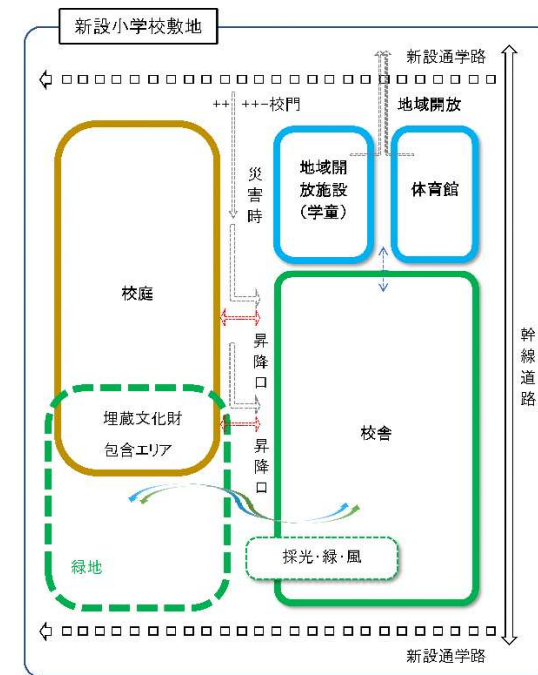 新設小学校敷地
新設通学路
++ ++-校門
地域開放
災害時
地域開
放施設
(学童)
体育館
校庭
昇降口
幹線道路
埋蔵文化財
包含エリア
昇降口
校舎
採光・緑・風
緑地
新設通学路